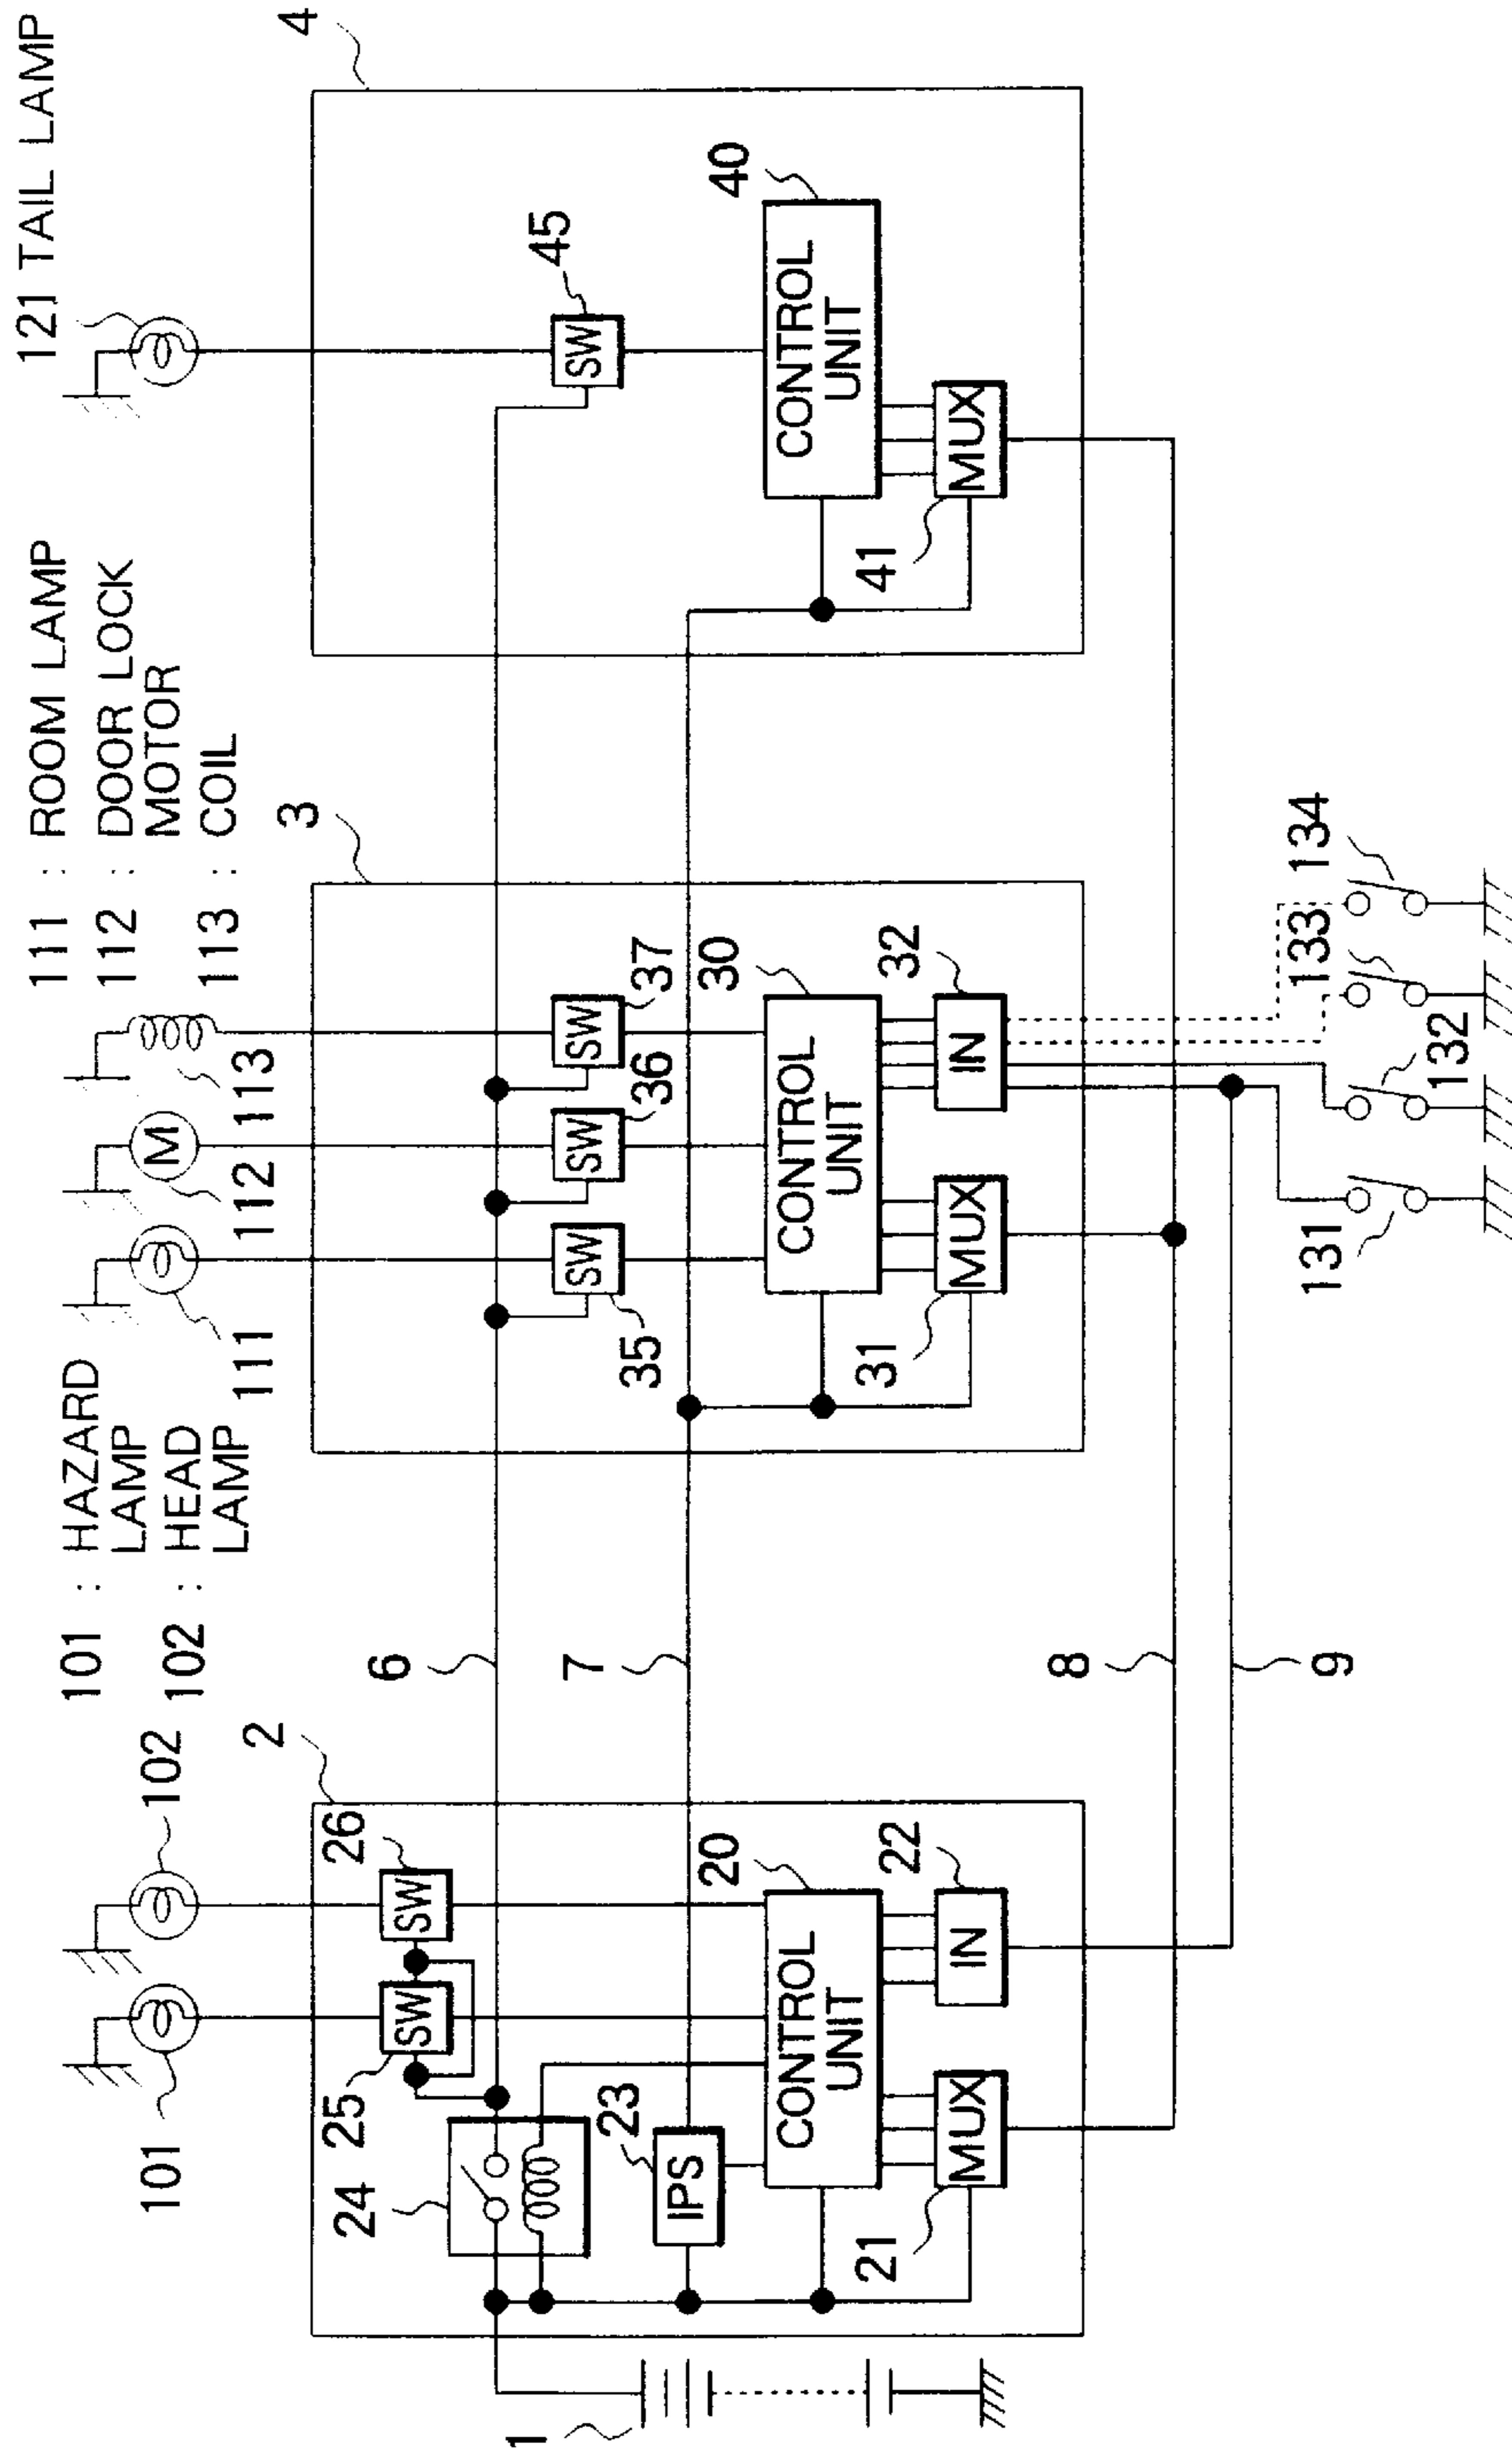 101 : HAZARD
LAMP
102 : HEAD
LAMP
111 : ROOM LAMP
112 : DOOR LOCK
MOTOR
113 : COIL
121 TAIL LAMP
101
102
2
111
112
113
M
3
4
24
25
26
SW
SW
6
35
36
37
SW
SW
SW
45
SW
23
IPS
7
20
CONTROL
UNIT
30
CONTROL
UNIT
40
CONTROL
UNIT
21
MUX
22
IN
31
MUX
32
IN
41
MUX
1
8
9
131
132
133
134